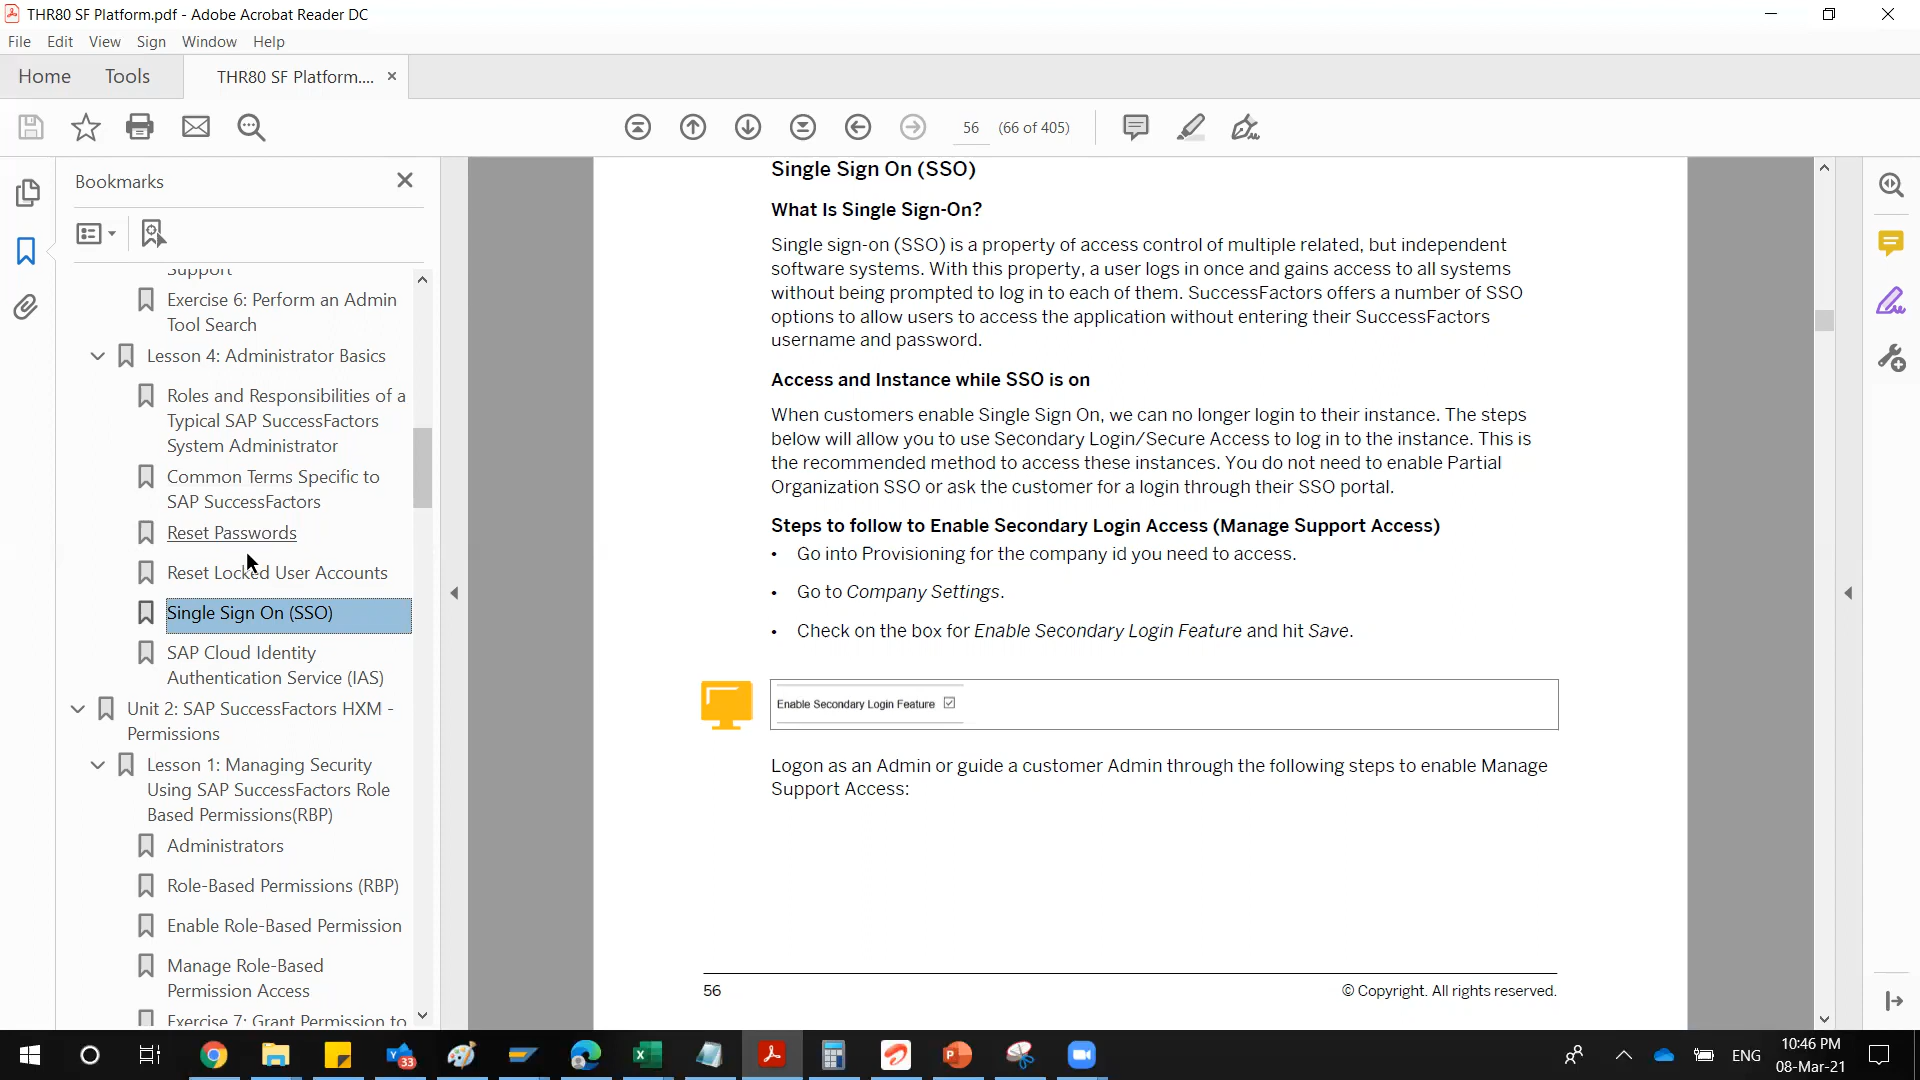 THR80 SF Platform.pdf - Adobe Acrobat Reader DC
File Edit View Sign Window Help
Home Tools THR80 SF Platform.... ×
56 (66 of 405)
Bookmarks
Support
Exercise 6: Perform an Admin
Tool Search
Lesson 4: Administrator Basics
Roles and Responsibilities of a
Typical SAP SuccessFactors
System Administrator
Common Terms Specific to
SAP SuccessFactors
Reset Passwords
Reset Locked User Accounts
Single Sign On (SSO)
SAP Cloud Identity
Authentication Service (IAS)
Unit 2: SAP SuccessFactors HXM -
Permissions
Lesson 1: Managing Security
Using SAP SuccessFactors Role
Based Permissions(RBP)
Administrators
Role-Based Permissions (RBP)
Enable Role-Based Permission
Manage Role-Based
Permission Access
Exercise 7: Grant Permission to
Single Sign On (SSO)
What Is Single Sign-On?
Single sign-on (SSO) is a property of access control of multiple related, but independent
software systems. With this property, a user logs in once and gains access to all systems
without being prompted to log in to each of them. SuccessFactors offers a number of SSO
options to allow users to access the application without entering their SuccessFactors
username and password.
Access and Instance while SSO is on
When customers enable Single Sign On, we can no longer login to their instance. The steps
below will allow you to use Secondary Login/Secure Access to log in to the instance. This is
the recommended method to access these instances. You do not need to enable Partial
Organization SSO or ask the customer for a login through their SSO portal.
Steps to follow to Enable Secondary Login Access (Manage Support Access)
• Go into Provisioning for the company id you need to access.
• Go to Company Settings.
• Check on the box for Enable Secondary Login Feature and hit Save.
Enable Secondary Login Feature
Logon as an Admin or guide a customer Admin through the following steps to enable Manage
Support Access:
56 © Copyright. All rights reserved.
33
ENG
10:46 PM
08-Mar-21